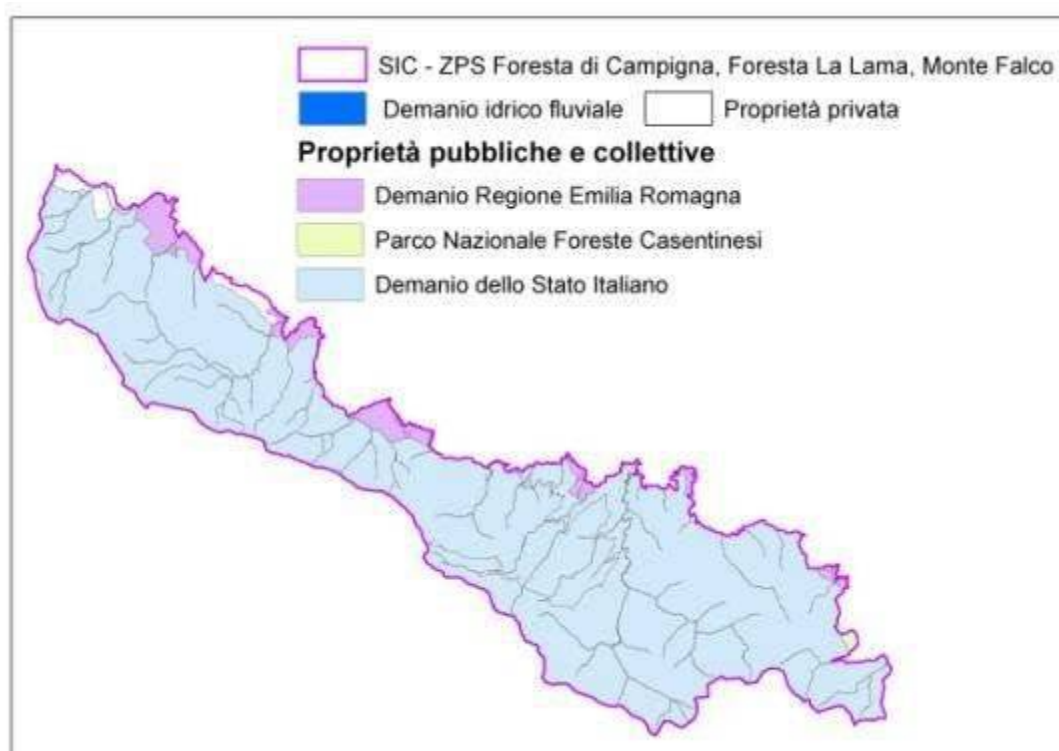 SIC - ZPS Foresta di Campigna, Foresta La Lama, Monte Falco
Demanio idrico fluviale Proprietà privata
Proprietà pubbliche e collettive
Demanio Regione Emilia Romagna
Parco Nazionale Foreste Casentinesi
Demanio dello Stato Italiano